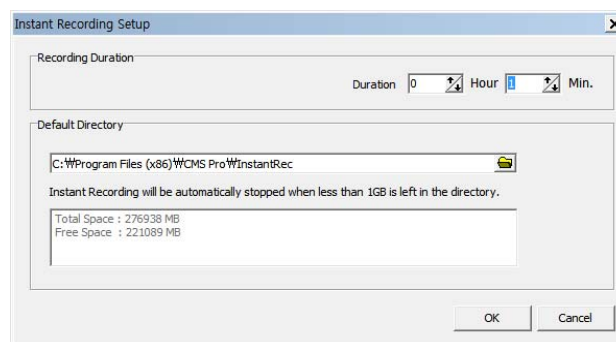 Instant Recording Setup
Recording Duration
Duration 0 Hour 1 Min.
Default Directory
C:₩Program Files (x86)₩CMS Pro₩InstantRec
Instant Recording will be automatically stopped when less than 1GB is left in the directory.
Total Space : 276938 MB
Free Space : 221089 MB
OK Cancel